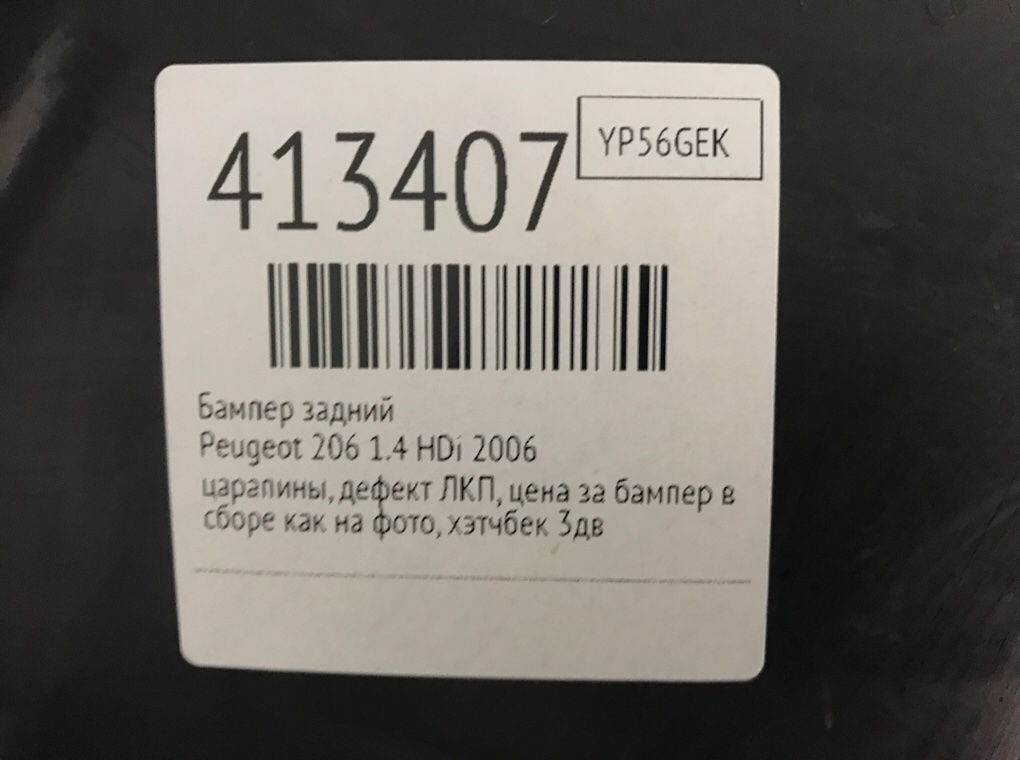 413407
YP56GEK
Бампер задний
Peugeot 206 1.4 HDi 2006
царапины, дефект ЛКП, цена за бампер в
сборе как на фото, хэтчбек 3дв